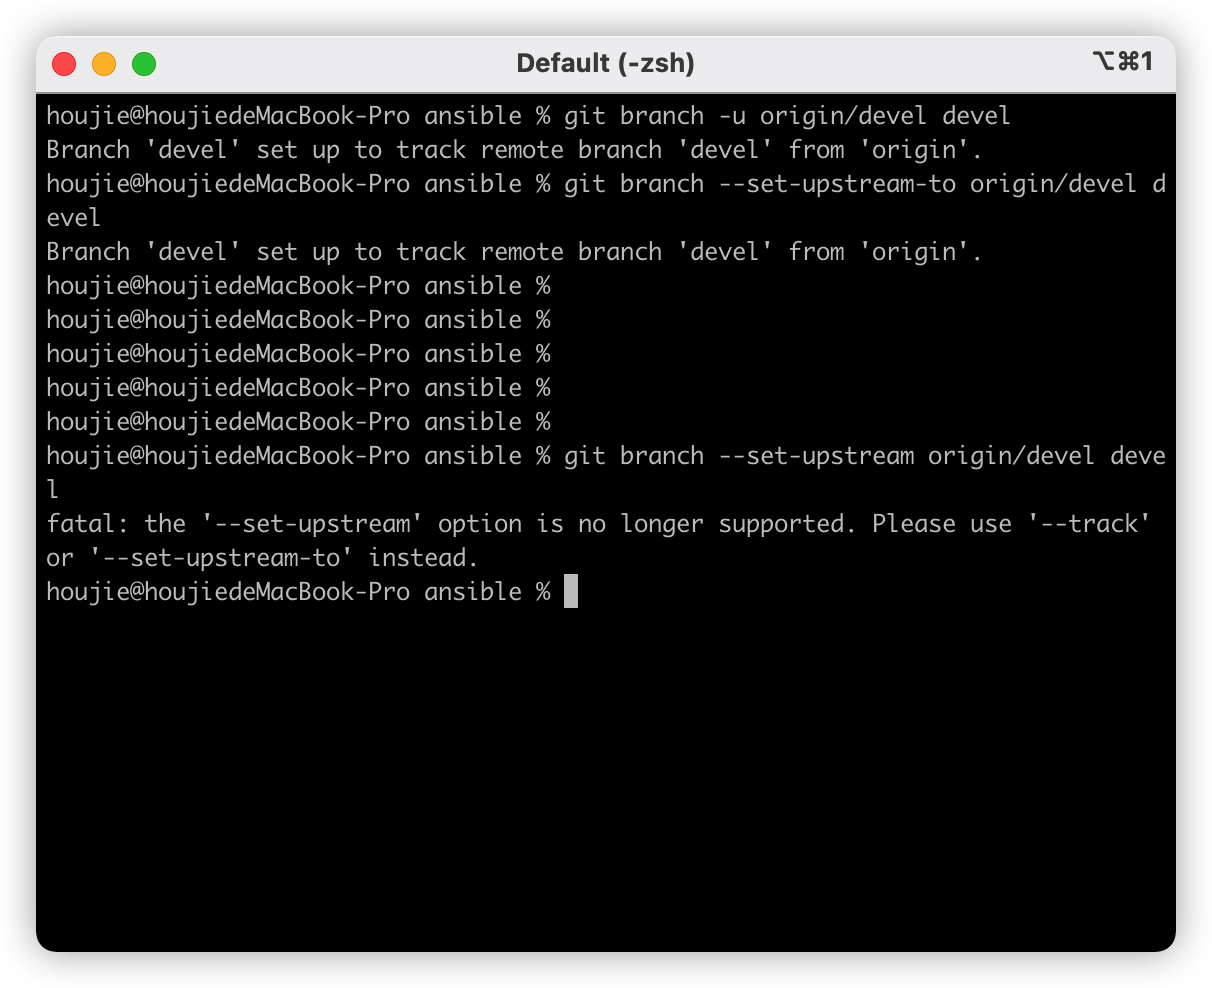 Default (-zsh)
⌥⌘1
houjie@houjiedeMacBook-Pro ansible % git branch -u origin/devel devel
Branch 'devel' set up to track remote branch 'devel' from 'origin'.
houjie@houjiedeMacBook-Pro ansible % git branch --set-upstream-to origin/devel d
evel
Branch 'devel' set up to track remote branch 'devel' from 'origin'.
houjie@houjiedeMacBook-Pro ansible %
houjie@houjiedeMacBook-Pro ansible %
houjie@houjiedeMacBook-Pro ansible %
houjie@houjiedeMacBook-Pro ansible %
houjie@houjiedeMacBook-Pro ansible %
houjie@houjiedeMacBook-Pro ansible % git branch --set-upstream origin/devel deve
l
fatal: the '--set-upstream' option is no longer supported. Please use '--track'
or '--set-upstream-to' instead.
houjie@houjiedeMacBook-Pro ansible %